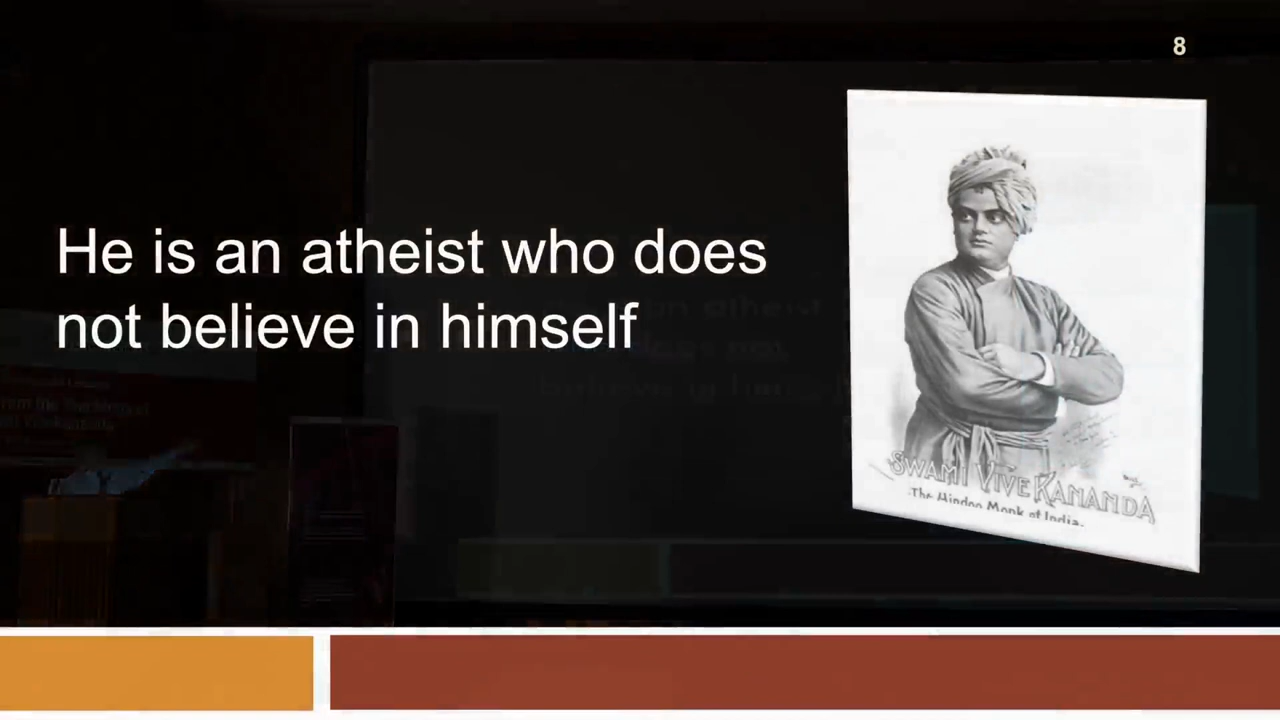 8
He is an atheist who does
not believe in himself
SWAMI VIVEKANANDA
The Hindoo Monk of India.